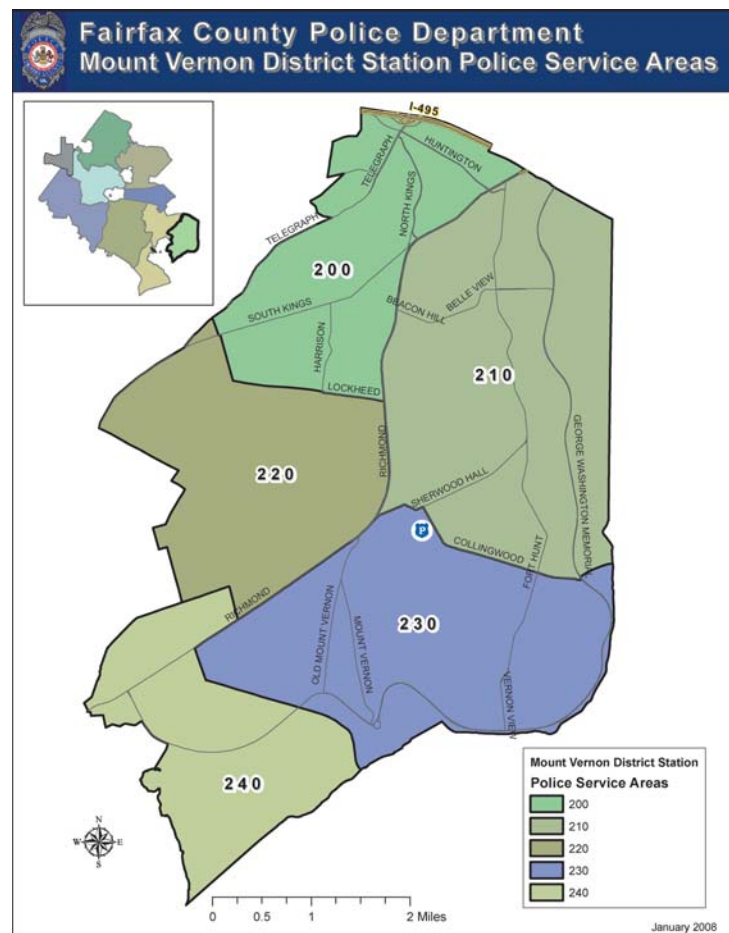 Fairfax County Police Department
Mount Vernon District Station Police Service Areas
I-495
HUNTINGTON
TELEGRAPH
NORTH KINGS
TELEGRAPH
200
SOUTH KINGS
BEACON HILL
BELLE VIEW
HARRISON
LOCKHEED
210
RICHMOND
GEORGE WASHINGTON MEMORIAL
220
SHERWOOD HALL
P
COLLINGWOOD
FORT HUNT
RICHMOND
230
OLD MOUNT VERNON
MOUNT VERNON
VERNON VIEW
240
N
W E
S
0 0.5 1 2 Miles
Mount Vernon District Station
Police Service Areas
200
210
220
230
240
January 2008